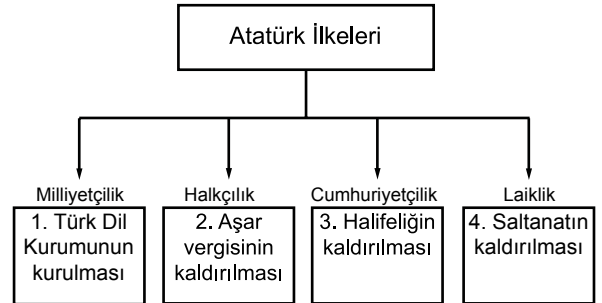 Atatürk İlkeleri
Milliyetçilik
1. Türk Dil
Kurumunun
kurulması
Halkçılık
2. Aşar
vergisinin
kaldırılması
Cumhuriyetçilik
3. Halifeliğin
kaldırılması
Laiklik
4. Saltanatın
kaldırılması